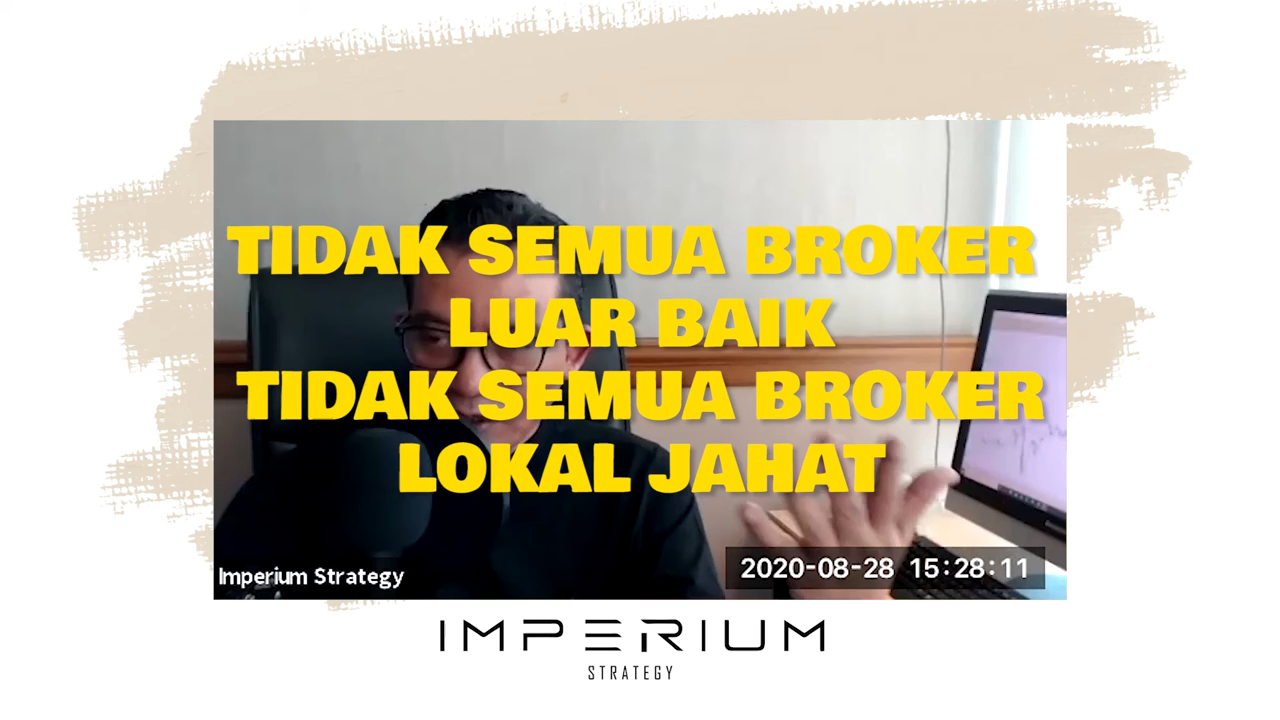 TIDAK SEMUA BROKER
LUAR BAIK
TIDAK SEMUA BROKER
LOKAL JAHAT
Imperium Strategy
2020-08-28 15:28:11
IMPERIUM
STRATEGY